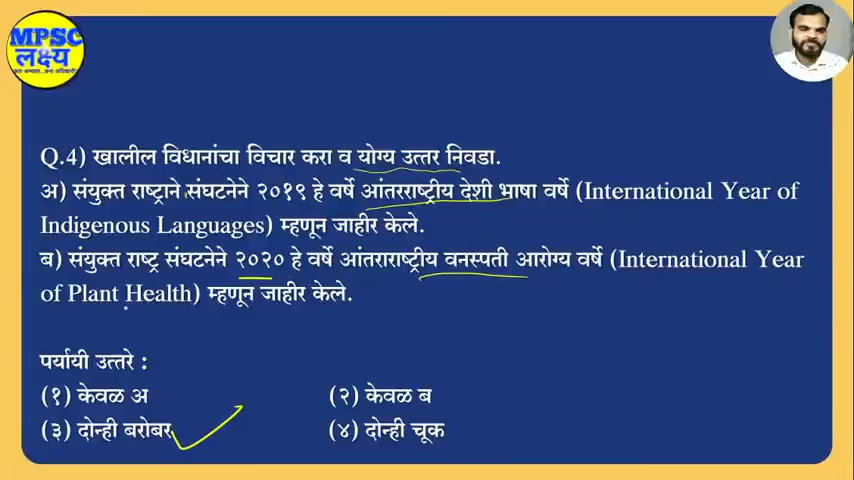 MPSC
लक्ष्य
Q.4) खालील विधानांचा विचार करा व योग्य उत्तर निवडा.
अ) संयुक्त राष्ट्राने संघटनेने २०१९ हे वर्षे आंतरराष्ट्रीय देशी भाषा वर्षे (International Year of
Indigenous Languages) म्हणून जाहीर केले.
ब) संयुक्त राष्ट्र संघटनेने २०२० हे वर्षे आंतराराष्ट्रीय वनस्पती आरोग्य वर्षे (International Year
of Plant Health) म्हणून जाहीर केले.
पर्यायी उत्तरे :
(१) केवळ अ (२) केवळ ब
(३) दोन्ही बरोबर (४) दोन्ही चूक